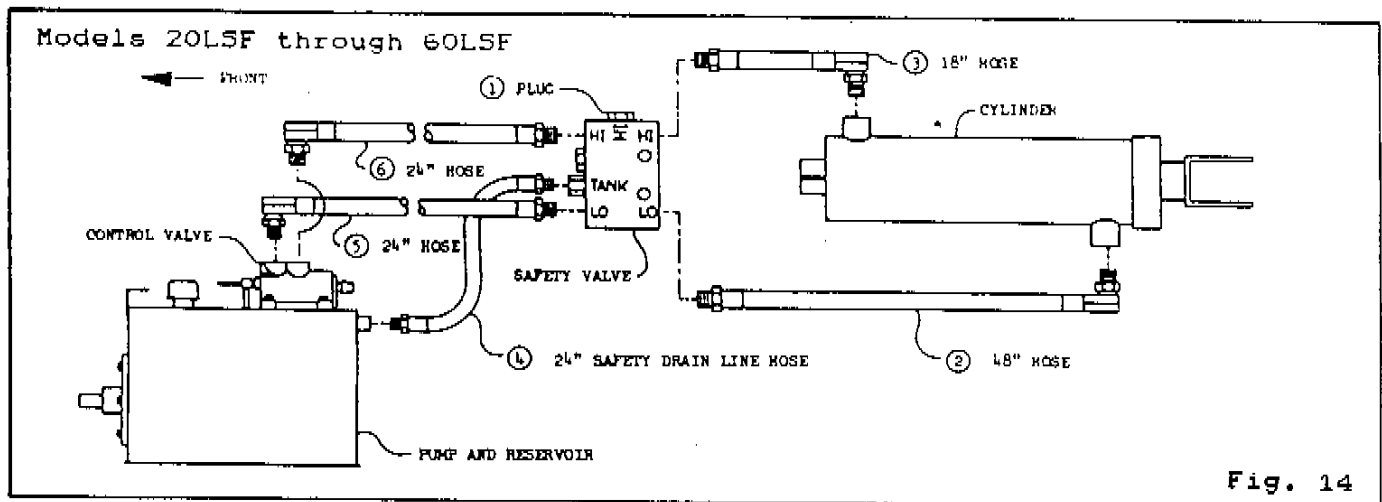 Models 20LSF through 60LSF
FRONT
① PLUG
③ 18" HOSE
CYLINDER
HI
HI
HI
⑥ 24" HOSE
TANK
LO
LO
CONTROL VALVE
⑤ 24" HOSE
SAFETY VALVE
④ 24" SAFETY DRAIN LINE HOSE
② 48" HOSE
PUMP AND RESERVOIR
Fig. 14